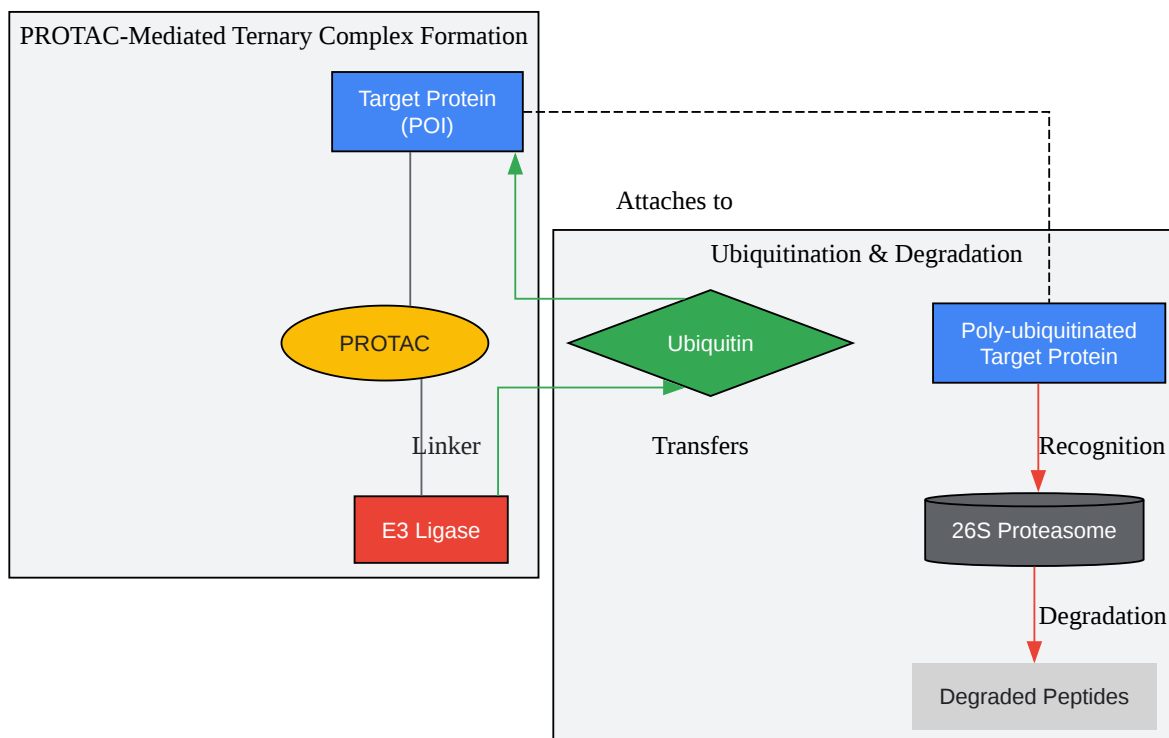 PROTAC-Mediated Ternary Complex Formation
Target Protein
(POI)
Attaches to
Ubiquitination & Degradation
PROTAC
Ubiquitin
Poly-ubiquitinated
Target Protein
Linker
Transfers
Recognition
E3 Ligase
26S Proteasome
Degradation
Degraded Peptides